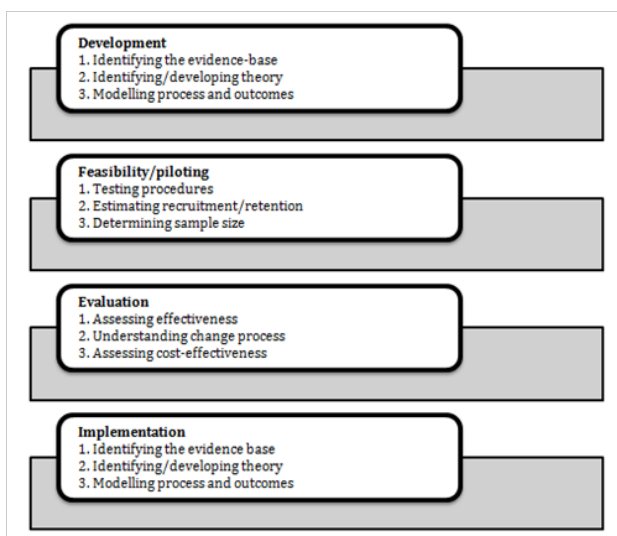 Development
1. Identifying the evidence-base
2. Identifying/developing theory
3. Modelling process and outcomes
Feasibility/piloting
1. Testing procedures
2. Estimating recruitment/retention
3. Determining sample size
Evaluation
1. Assessing effectiveness
2. Understanding change process
3. Assessing cost-effectiveness
Implementation
1. Identifying the evidence base
2. Identifying/developing theory
3. Modelling process and outcomes